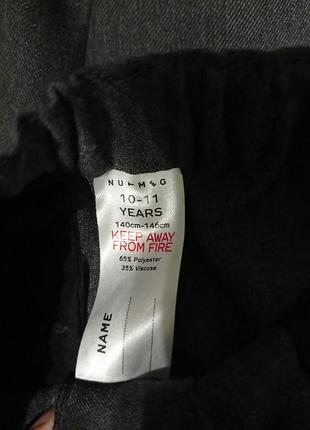 NUTMEG
10-11
YEARS
140cm-146cm
KEEP AWAY
FROM FIRE
65% Polyester
35% Viscose
NAME